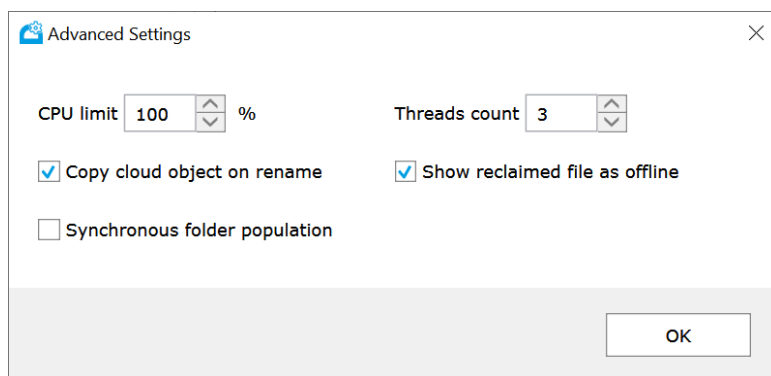 Advanced Settings
CPU limit 100 % Threads count 3
Copy cloud object on rename Show reclaimed file as offline
Synchronous folder population
OK